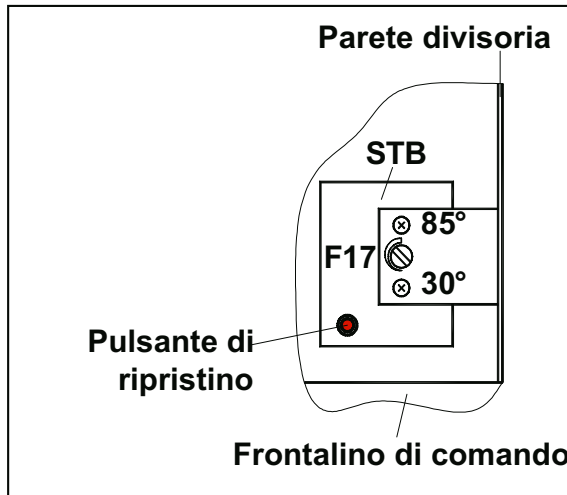 Parete divisoria
STB
85°
F17
30°
Pulsante di
ripristino
Frontalino di comando